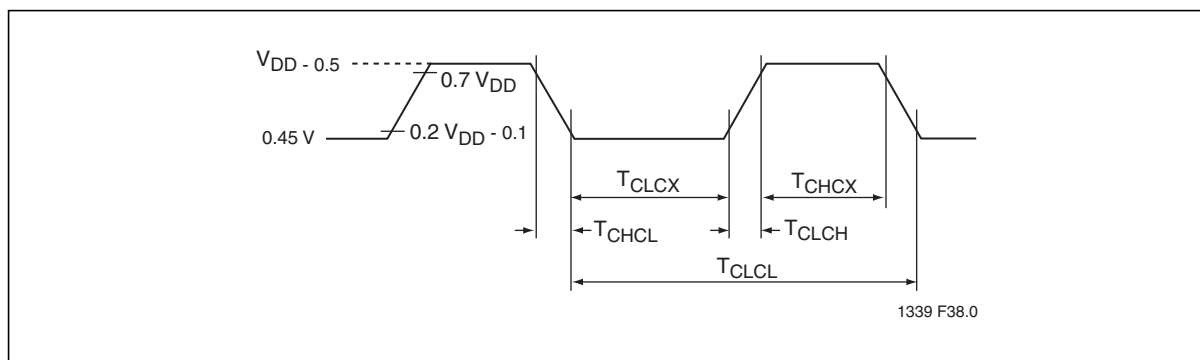 VDD - 0.5
0.7 VDD
0.2 VDD - 0.1
0.45 V
TCLCX
TCHCX
TCHCL
TCLCH
TCLCL
1339 F38.0